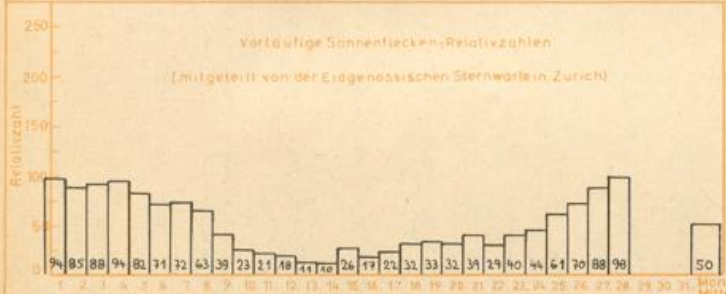 250
Vorläufige Sonnenflecken-Relativzahlen
200
(mitgeteilt von der Eidgenössischen Sternwarte in Zürich)
150
Relativzahl
100
50
0
94 85 88 94 82 71 72 63 39 23 21 18 11 10 26 17 22 32 33 32 39 29 40 44 61 70 88 98 50
1. 2. 3. 4. 5. 6. 7. 8. 9. 10. 11. 12. 13. 14. 15. 16. 17. 18. 19. 20. 21. 22. 23. 24. 25. 26. 27. 28. 29. 30. 31.